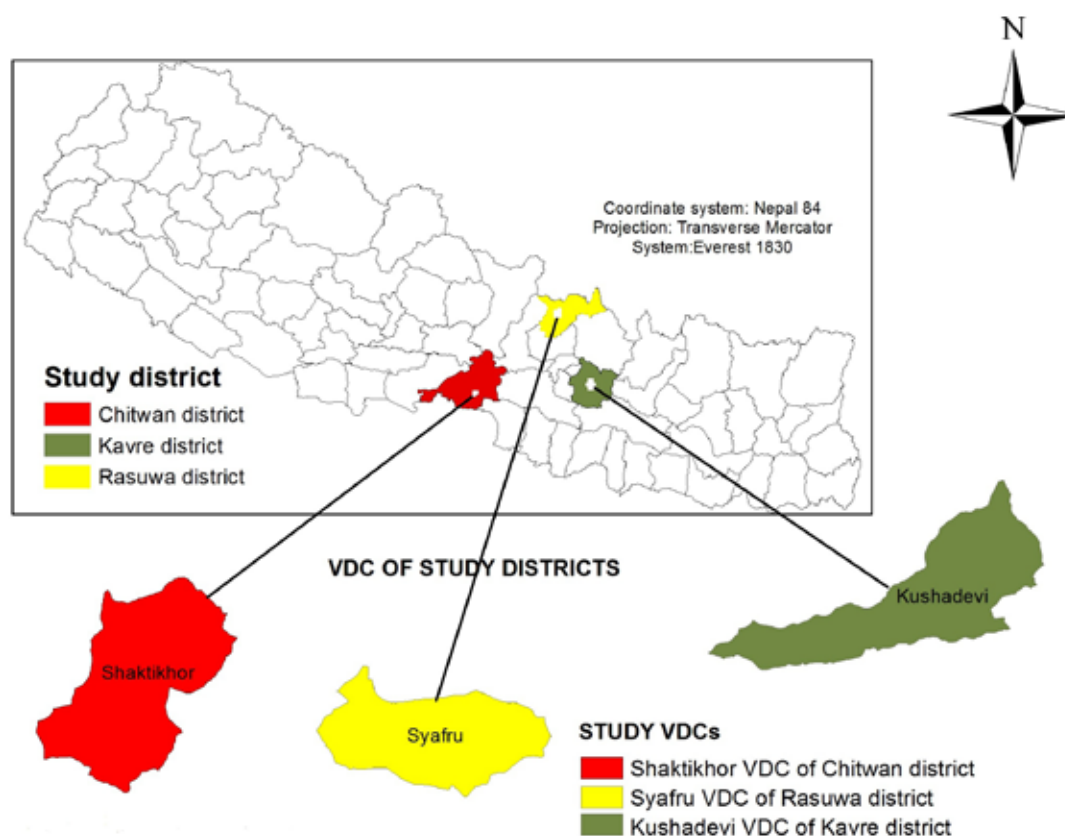 N
Coordinate system: Nepal 84
Projection: Transverse Mercator
System:Everest 1830
Study district
Chitwan district
Kavre district
Rasuwa district
VDC OF STUDY DISTRICTS
Kushadevi
Shaktikhor
Syafru
STUDY VDCs
Shaktikhor VDC of Chitwan district
Syafru VDC of Rasuwa district
Kushadevi VDC of Kavre district